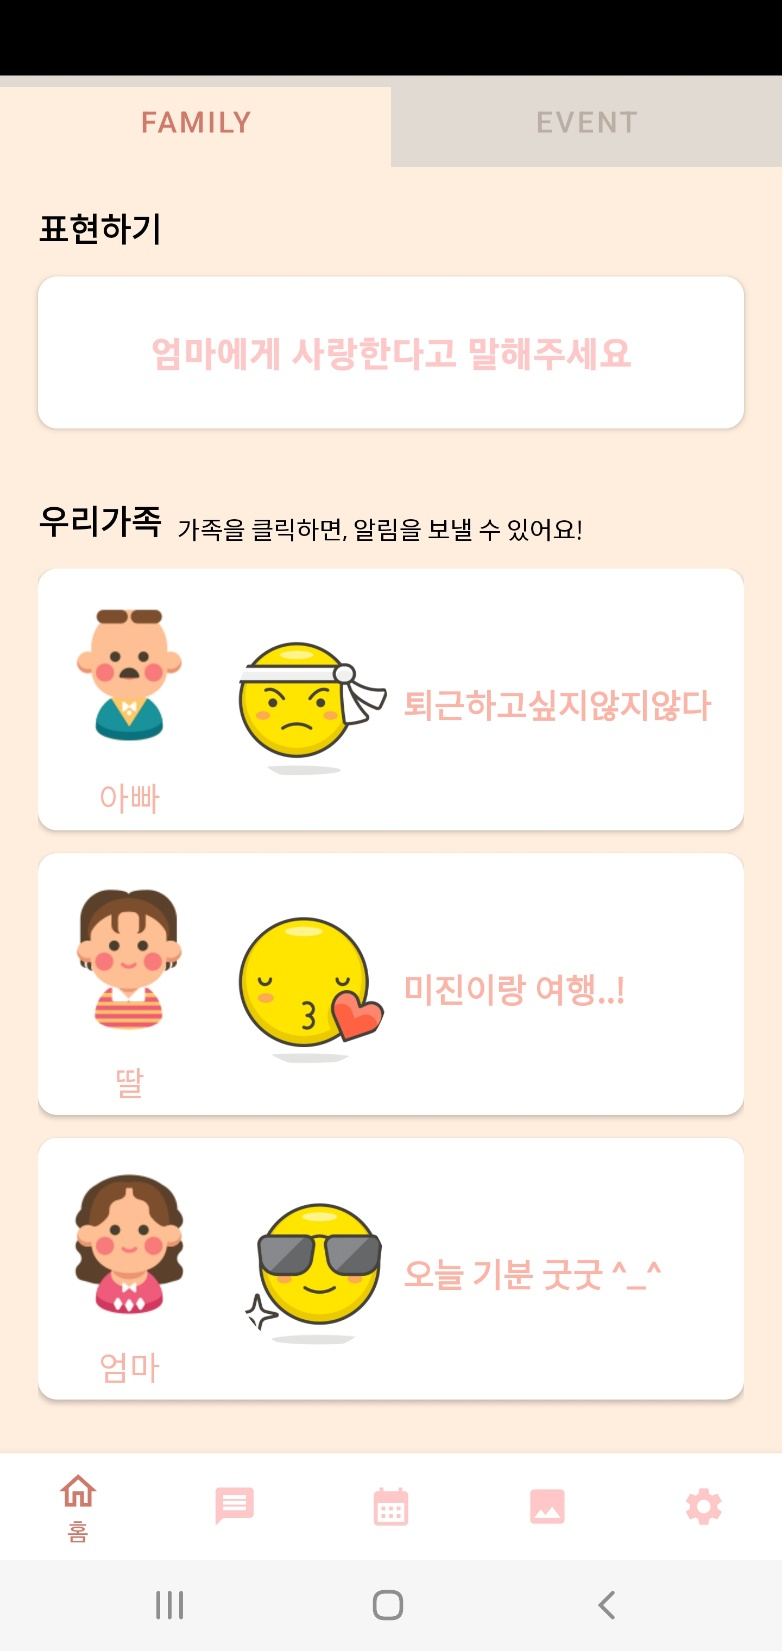 FAMILY
EVENT
표현하기
엄마에게 사랑한다고 말해주세요
우리가족 가족을 클릭하면, 알림을 보낼 수 있어요!
퇴근하고싶지않지않다
아빠
미진이랑 여행..!
딸
오늘 기분 굿굿 ^_^
엄마
홈